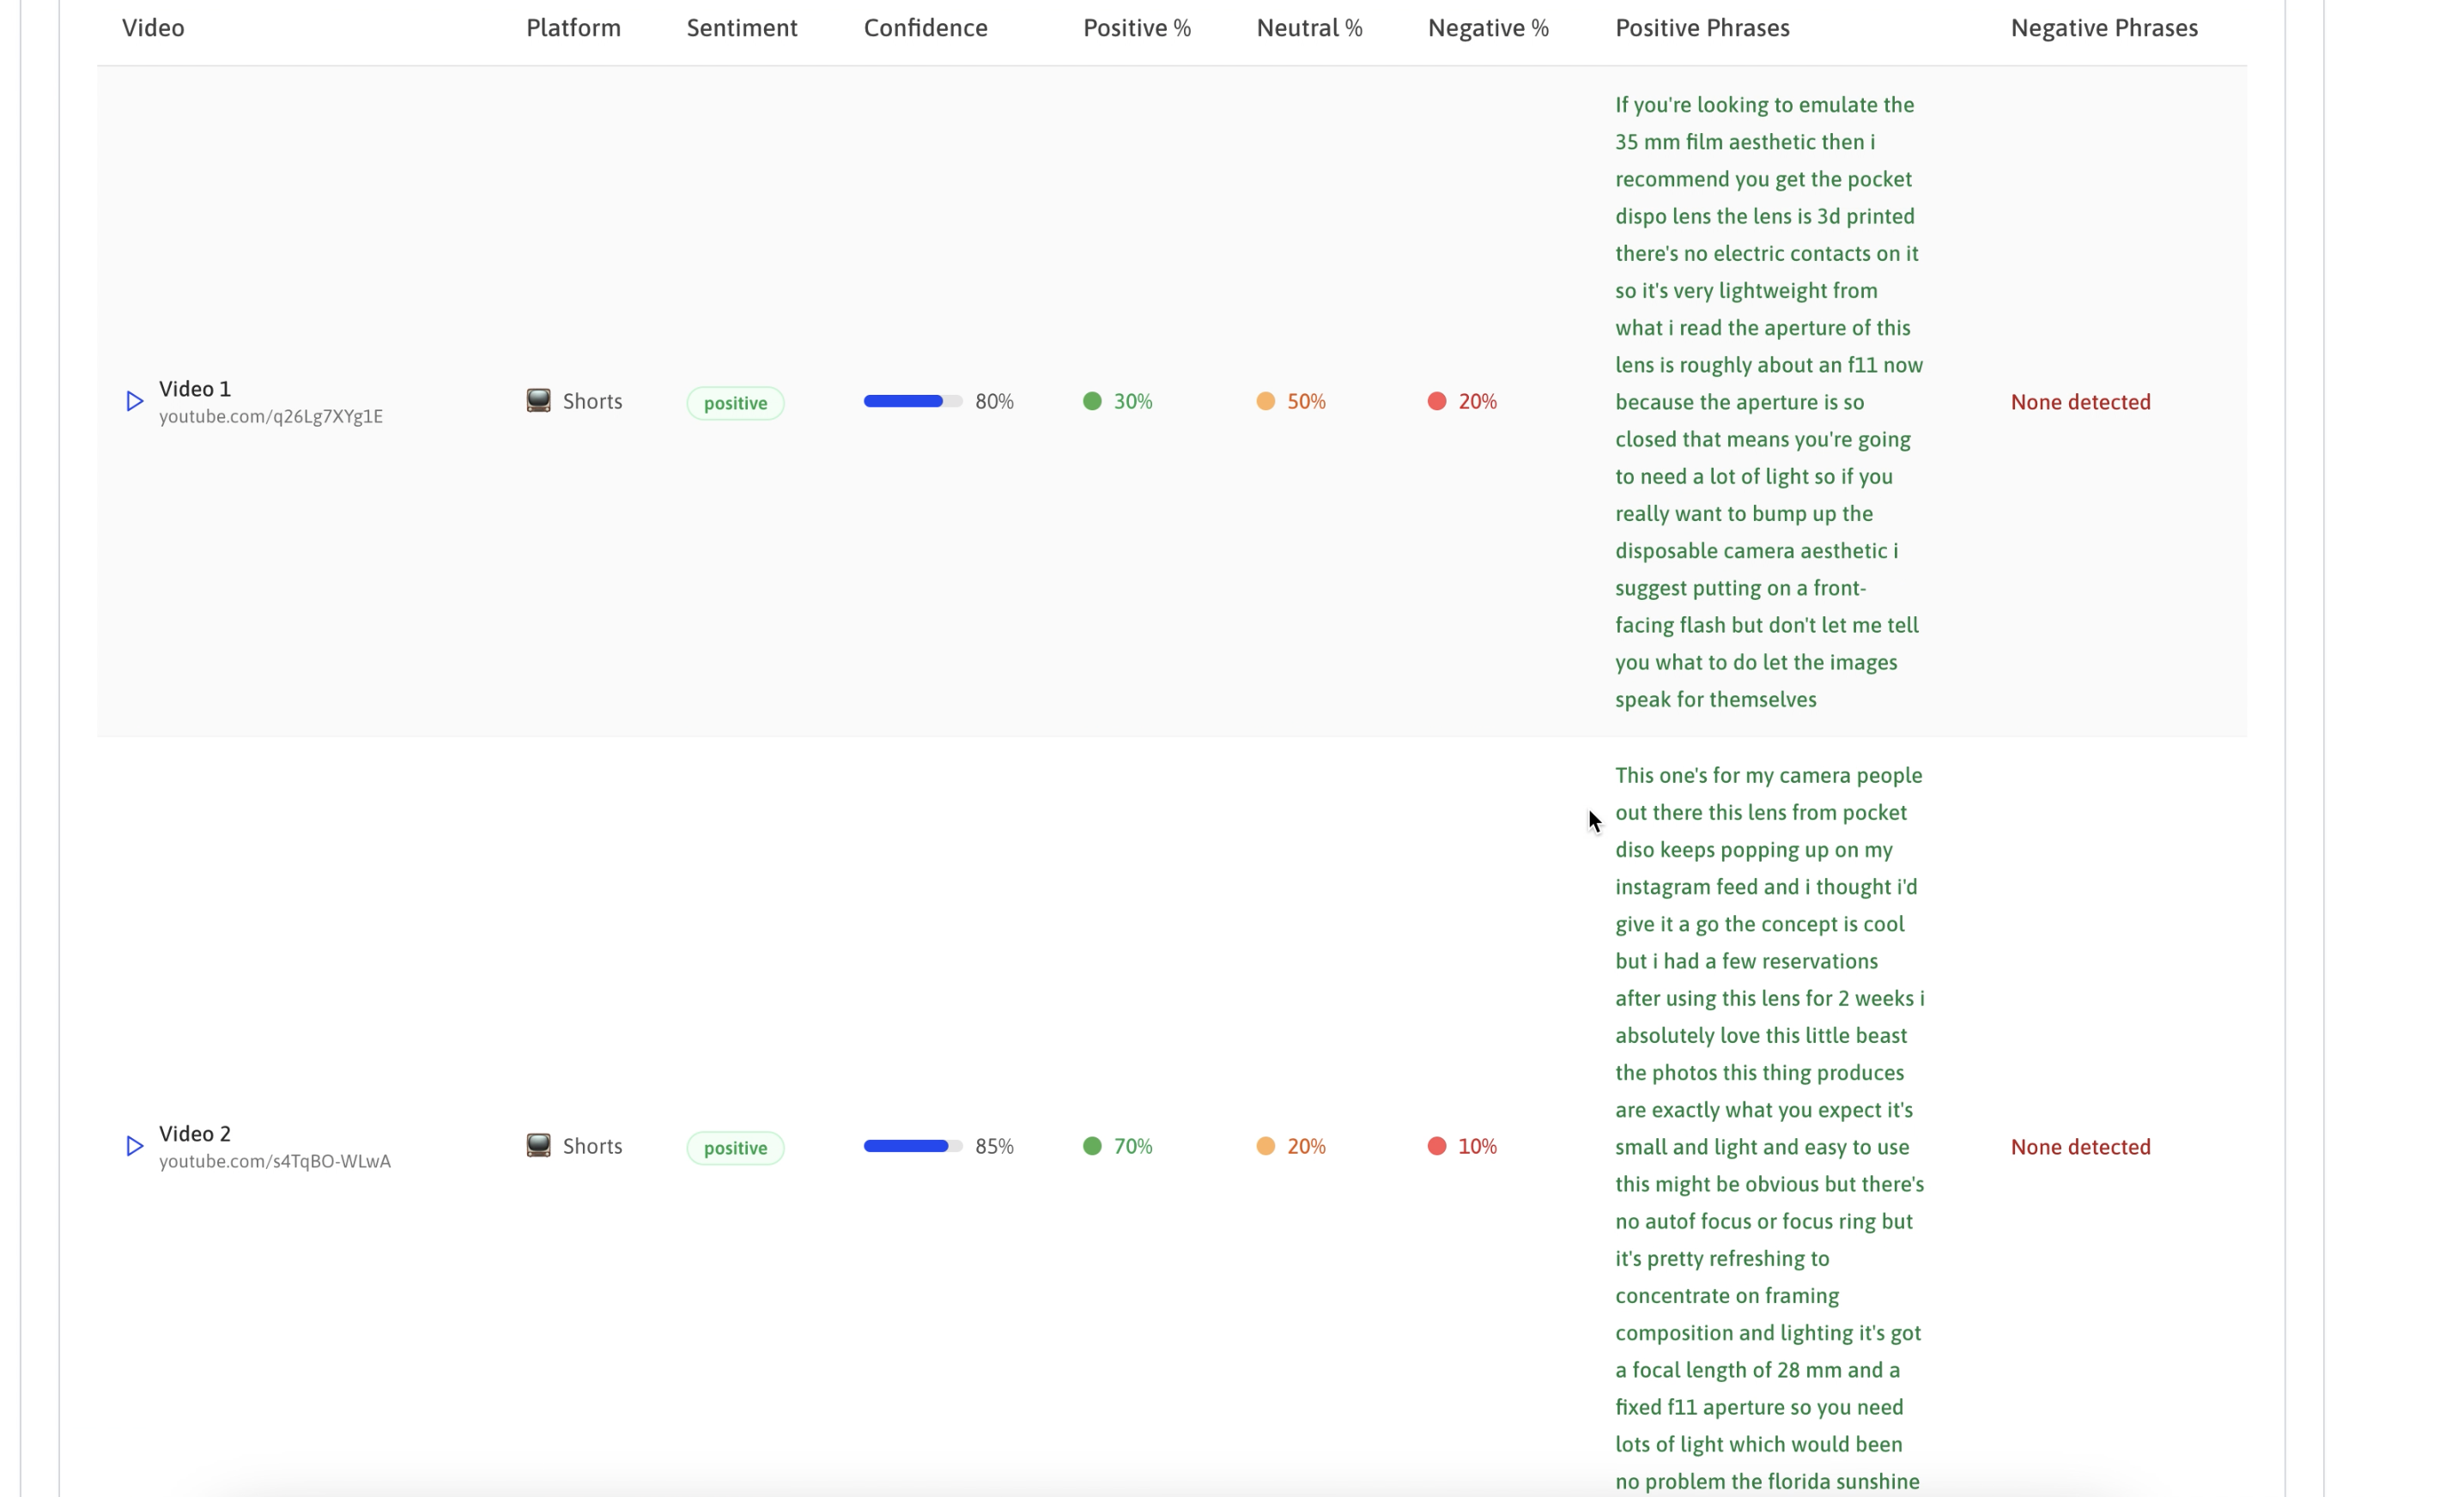 Video Platform Sentiment Confidence Positive % Neutral % Negative % Positive Phrases Negative Phrases
If you're looking to emulate the
35 mm film aesthetic then i
recommend you get the pocket
dispo lens the lens is 3d printed
there's no electric contacts on it
so it's very lightweight from
what i read the aperture of this
lens is roughly about an f11 now
because the aperture is so
closed that means you're going
to need a lot of light so if you
really want to bump up the
disposable camera aesthetic i
suggest putting on a front-
facing flash but don't let me tell
you what to do let the images
speak for themselves
Video 1
youtube.com/q26Lg7XYg1E
Shorts positive 80% 30% 50% 20% None detected
This one's for my camera people
out there this lens from pocket
diso keeps popping up on my
instagram feed and i thought i'd
give it a go the concept is cool
but i had a few reservations
after using this lens for 2 weeks i
absolutely love this little beast
the photos this thing produces
are exactly what you expect it's
small and light and easy to use
this might be obvious but there's
no autof focus or focus ring but
it's pretty refreshing to
concentrate on framing
composition and lighting it's got
a focal length of 28 mm and a
fixed f11 aperture so you need
lots of light which would been
no problem the florida sunshine
Video 2
youtube.com/s4TqBO-WLwA
Shorts positive 85% 70% 20% 10% None detected